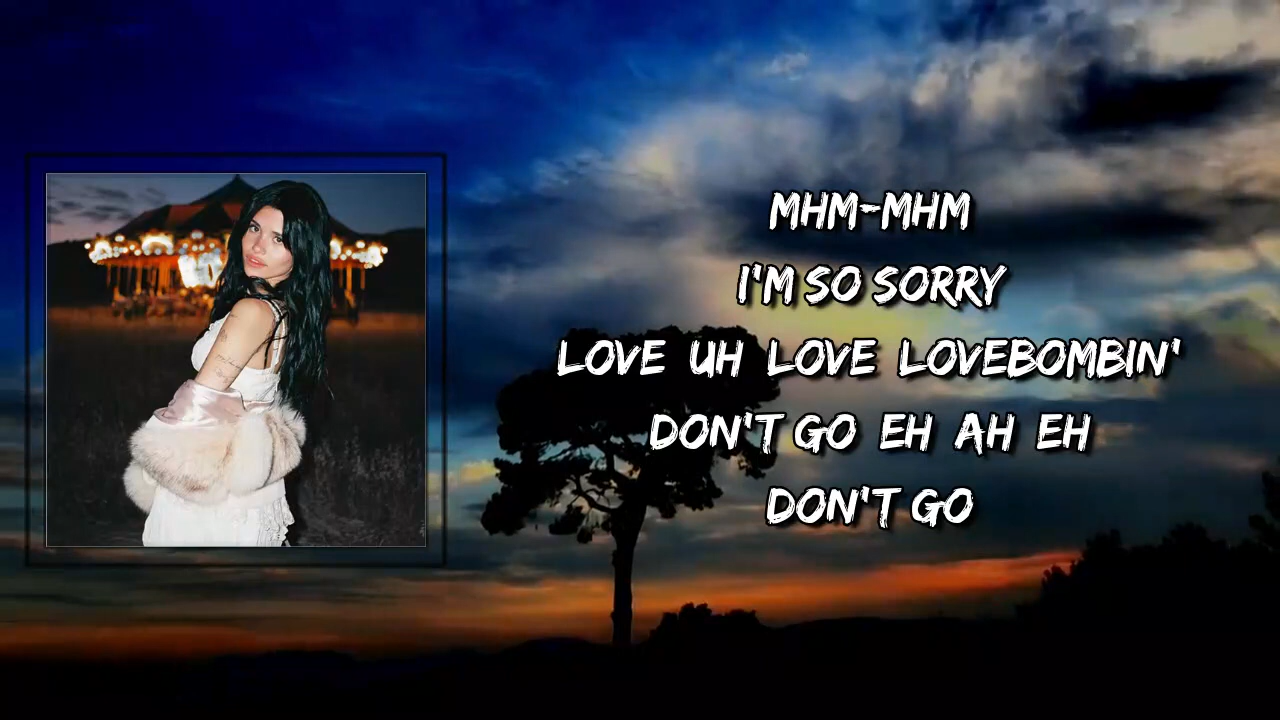 MHM-MHM
I'M SO SORRY
LOVE UH LOVE LOVEBOMBIN'
DON'T GO EH AH EH
DON'T GO